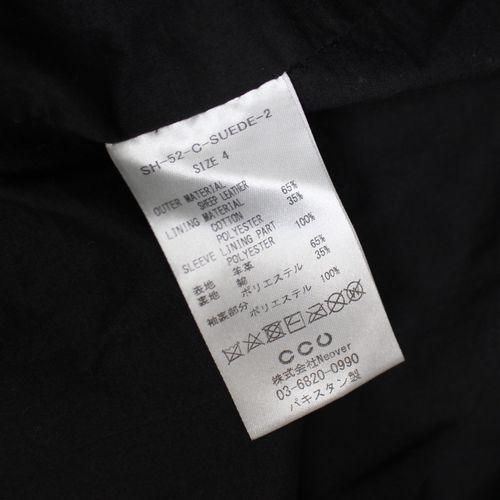 SH-52-C-SUEDE-2
SIZE 4
OUTER MATERIAL
SHEEP LEATHER
LINING MATERIAL
COTTON 65%
POLYESTER 35%
SLEEVE LINING PART
POLYESTER 100%
表地 羊革
裏地 綿 65%
ポリエステル 35%
袖裏部分 ポリエステル 100%
CCU
株式会社Neover
03-6820-0990
パキスタン製